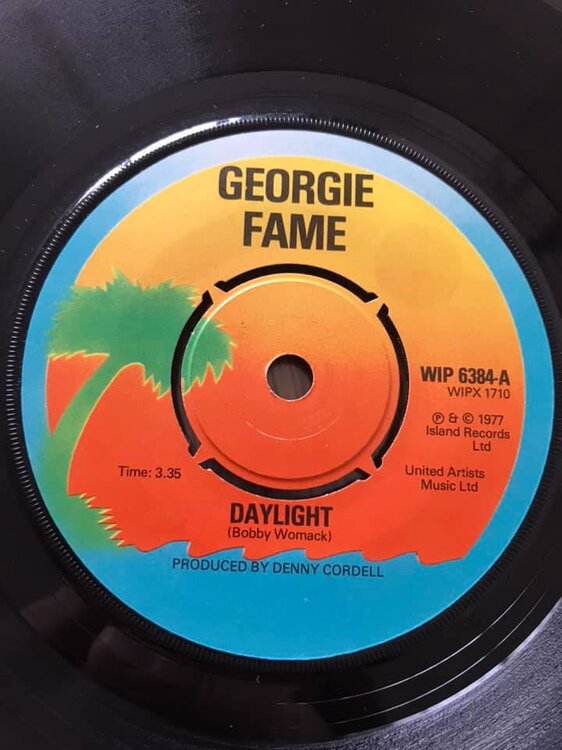 GEORGIE
FAME
WIP 6384-A
WIPX 1710
Ⓟ & © 1977
Island Records
Ltd
Time: 3.35
United Artists
Music Ltd
DAYLIGHT
(Bobby Womack)
PRODUCED BY DENNY CORDELL